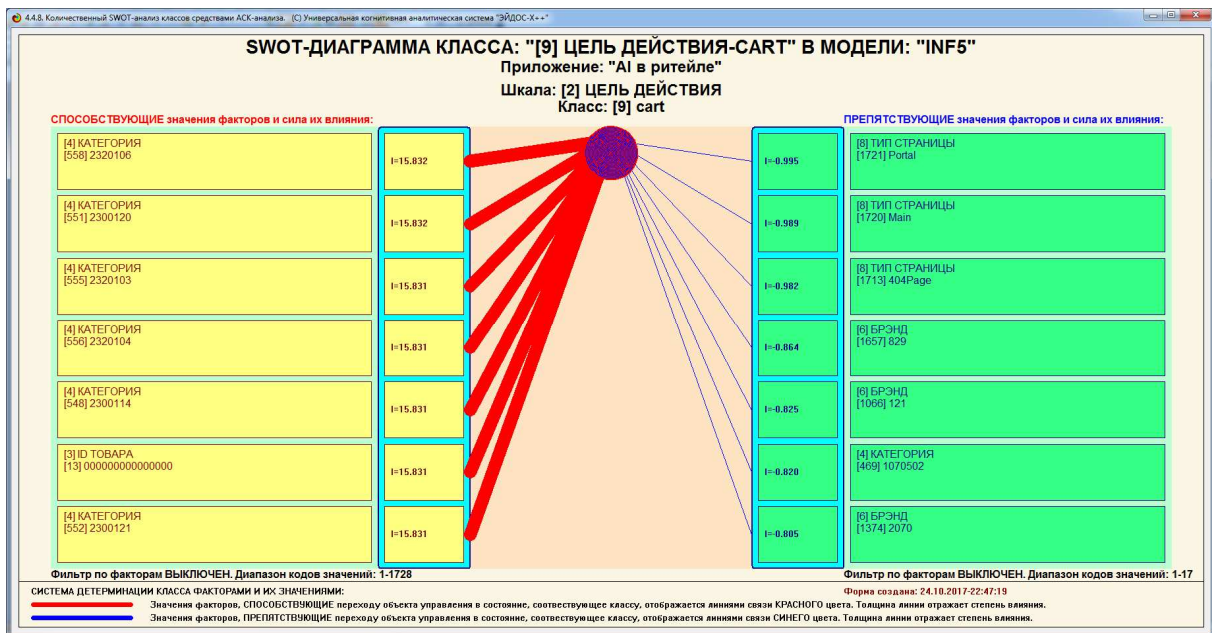 4.4.8. Количественный SWOT-анализ классов средствами АСК-анализа. (C) Универсальная когнитивная аналитическая система "ЭЙДОС-X++"
SWOT-ДИАГРАММА КЛАССА: "[9] ЦЕЛЬ ДЕЙСТВИЯ-CART" В МОДЕЛИ: "INF5"
Приложение: "AI в ритейле"
Шкала: [2] ЦЕЛЬ ДЕЙСТВИЯ
Класс: [9] cart
СПОСОБСТВУЮЩИЕ значения факторов и сила их влияния:
ПРЕПЯТСТВУЮЩИЕ значения факторов и сила их влияния:
[4] КАТЕГОРИЯ
[558] 2320106
I=15.832
I=-0.995
[8] ТИП СТРАНИЦЫ
[1721] Portal
[4] КАТЕГОРИЯ
[551] 2300120
I=15.832
I=-0.989
[8] ТИП СТРАНИЦЫ
[1720] Main
[4] КАТЕГОРИЯ
[555] 2320103
I=15.831
I=-0.982
[8] ТИП СТРАНИЦЫ
[1713] 404Page
[4] КАТЕГОРИЯ
[556] 2320104
I=15.831
I=-0.864
[6] БРЭНД
[1657] 829
[4] КАТЕГОРИЯ
[548] 2300114
I=15.831
I=-0.825
[6] БРЭНД
[1066] 121
[3] ID ТОВАРА
[13] 000000000000000
I=15.831
I=-0.820
[4] КАТЕГОРИЯ
[469] 1070502
[4] КАТЕГОРИЯ
[552] 2300121
I=15.831
I=-0.805
[6] БРЭНД
[1374] 2070
Фильтр по факторам ВЫКЛЮЧЕН. Диапазон кодов значений: 1-1728
Фильтр по факторам ВЫКЛЮЧЕН. Диапазон кодов значений: 1-17
СИСТЕМА ДЕТЕРМИНАЦИИ КЛАССА ФАКТОРАМИ И ИХ ЗНАЧЕНИЯМИ:
Форма создана: 24.10.2017-22:47:19
Значения факторов, СПОСОБСТВУЮЩИЕ переходу объекта управления в состояние, соотвествующее классу, отображается линиями связи КРАСНОГО цвета. Толщина линии отражает степень влияния.
Значения факторов, ПРЕПЯТСТВУЮЩИЕ переходу объекта управления в состояние, соотвествующее классу, отображается линиями связи СИНЕГО цвета. Толщина линии отражает степень влияния.